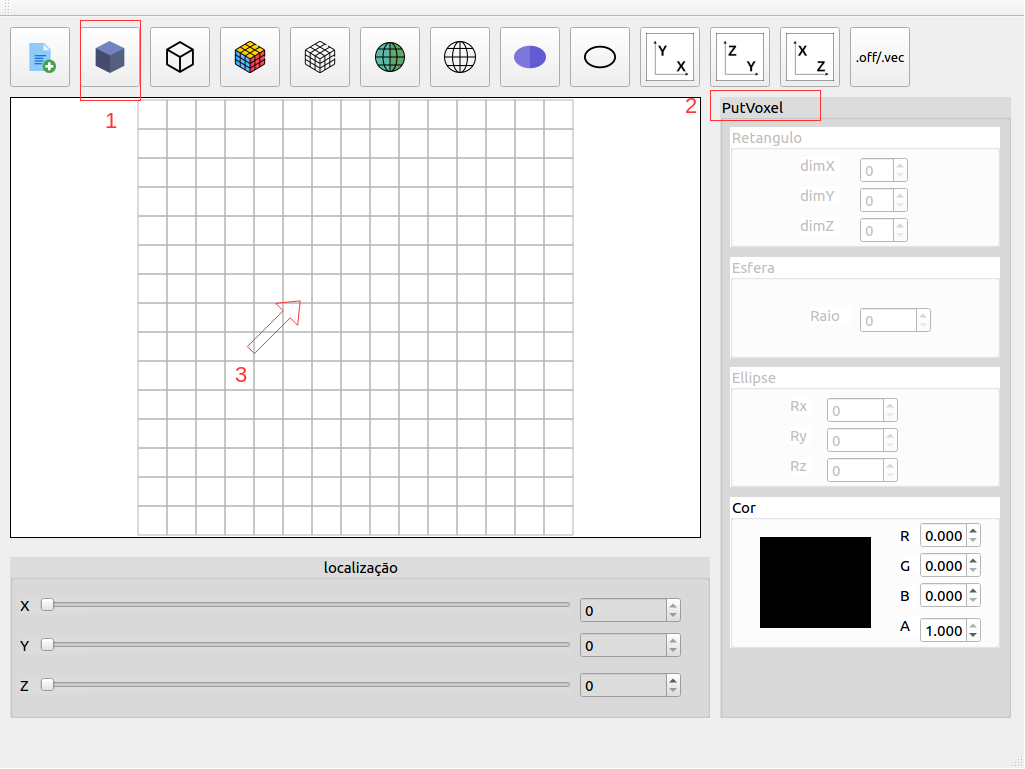 Y
X
Z
Y
X
Z
.off/.vec
1
2
PutVoxel
Retangulo
dimX 0
dimY 0
dimZ 0
Esfera
Raio 0
3
Ellipse
Rx 0
Ry 0
Rz 0
Cor
R 0.000
G 0.000
B 0.000
A 1.000
localização
X 0
Y 0
Z 0